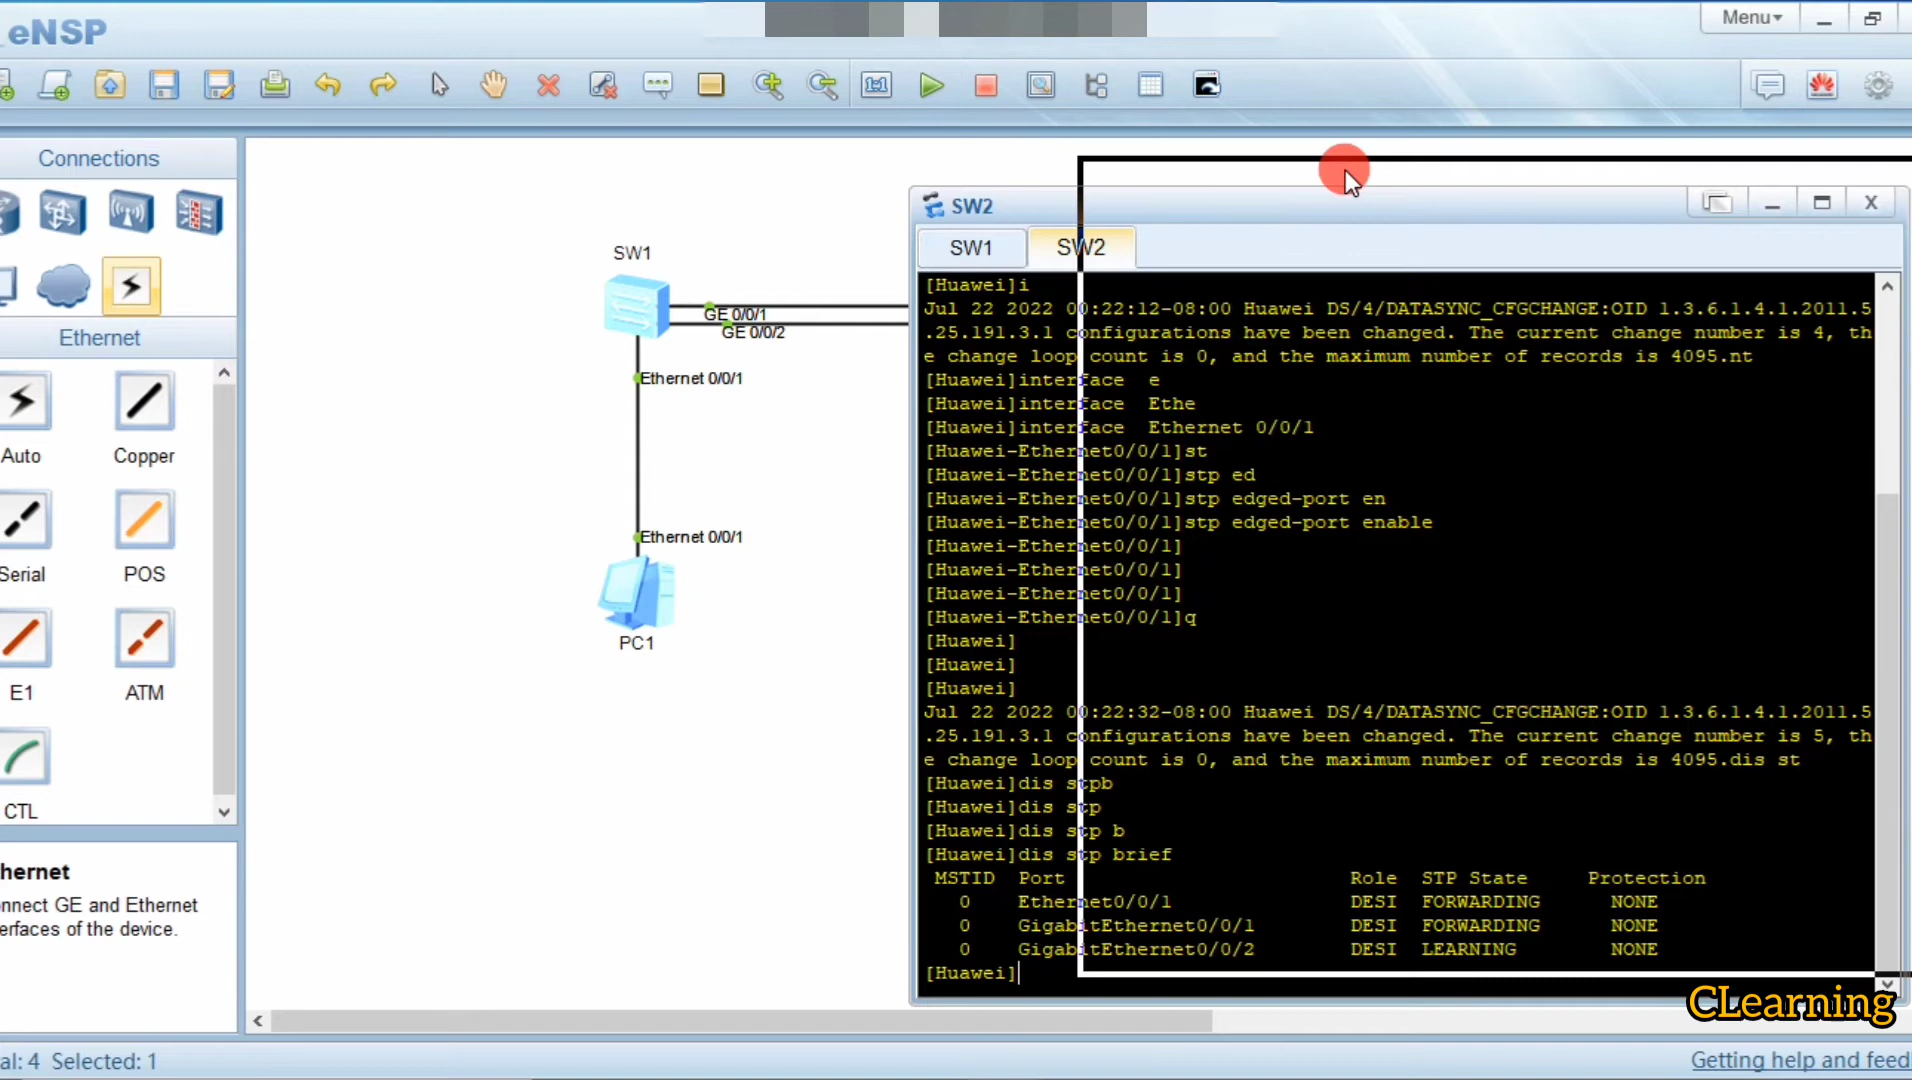 eNSP
Menu
Connections
Ethernet
Auto
Copper
Serial
POS
E1
ATM
CTL
hernet
nnect GE and Ethernet
erfaces of the device.
al: 4 Selected: 1
SW1
GE 0/0/1
GE 0/0/2
Ethernet 0/0/1
Ethernet 0/0/1
PC1
SW2
SW1
SW2
[Huawei]i
Jul 22 2022 00:22:12-08:00 Huawei DS/4/DATASYNC_CFGCHANGE:OID 1.3.6.1.4.1.2011.5
.25.191.3.1 configurations have been changed. The current change number is 4, th
e change loop count is 0, and the maximum number of records is 4095.nt
[Huawei]interface  e
[Huawei]interface  Ethe
[Huawei]interface  Ethernet 0/0/1
[Huawei-Ethernet0/0/1]st
[Huawei-Ethernet0/0/1]stp ed
[Huawei-Ethernet0/0/1]stp edged-port en
[Huawei-Ethernet0/0/1]stp edged-port enable
[Huawei-Ethernet0/0/1]
[Huawei-Ethernet0/0/1]
[Huawei-Ethernet0/0/1]
[Huawei-Ethernet0/0/1]q
[Huawei]
[Huawei]
[Huawei]
Jul 22 2022 00:22:32-08:00 Huawei DS/4/DATASYNC_CFGCHANGE:OID 1.3.6.1.4.1.2011.5
.25.191.3.1 configurations have been changed. The current change number is 5, th
e change loop count is 0, and the maximum number of records is 4095.dis st
[Huawei]dis stpb
[Huawei]dis stp
[Huawei]dis stp b
[Huawei]dis stp brief
MSTID  Port  Role  STP State  Protection
0  Ethernet0/0/1  DESI  FORWARDING  NONE
0  GigabitEthernet0/0/1  DESI  FORWARDING  NONE
0  GigabitEthernet0/0/2  DESI  LEARNING  NONE
[Huawei]
CLearning
Getting help and feed